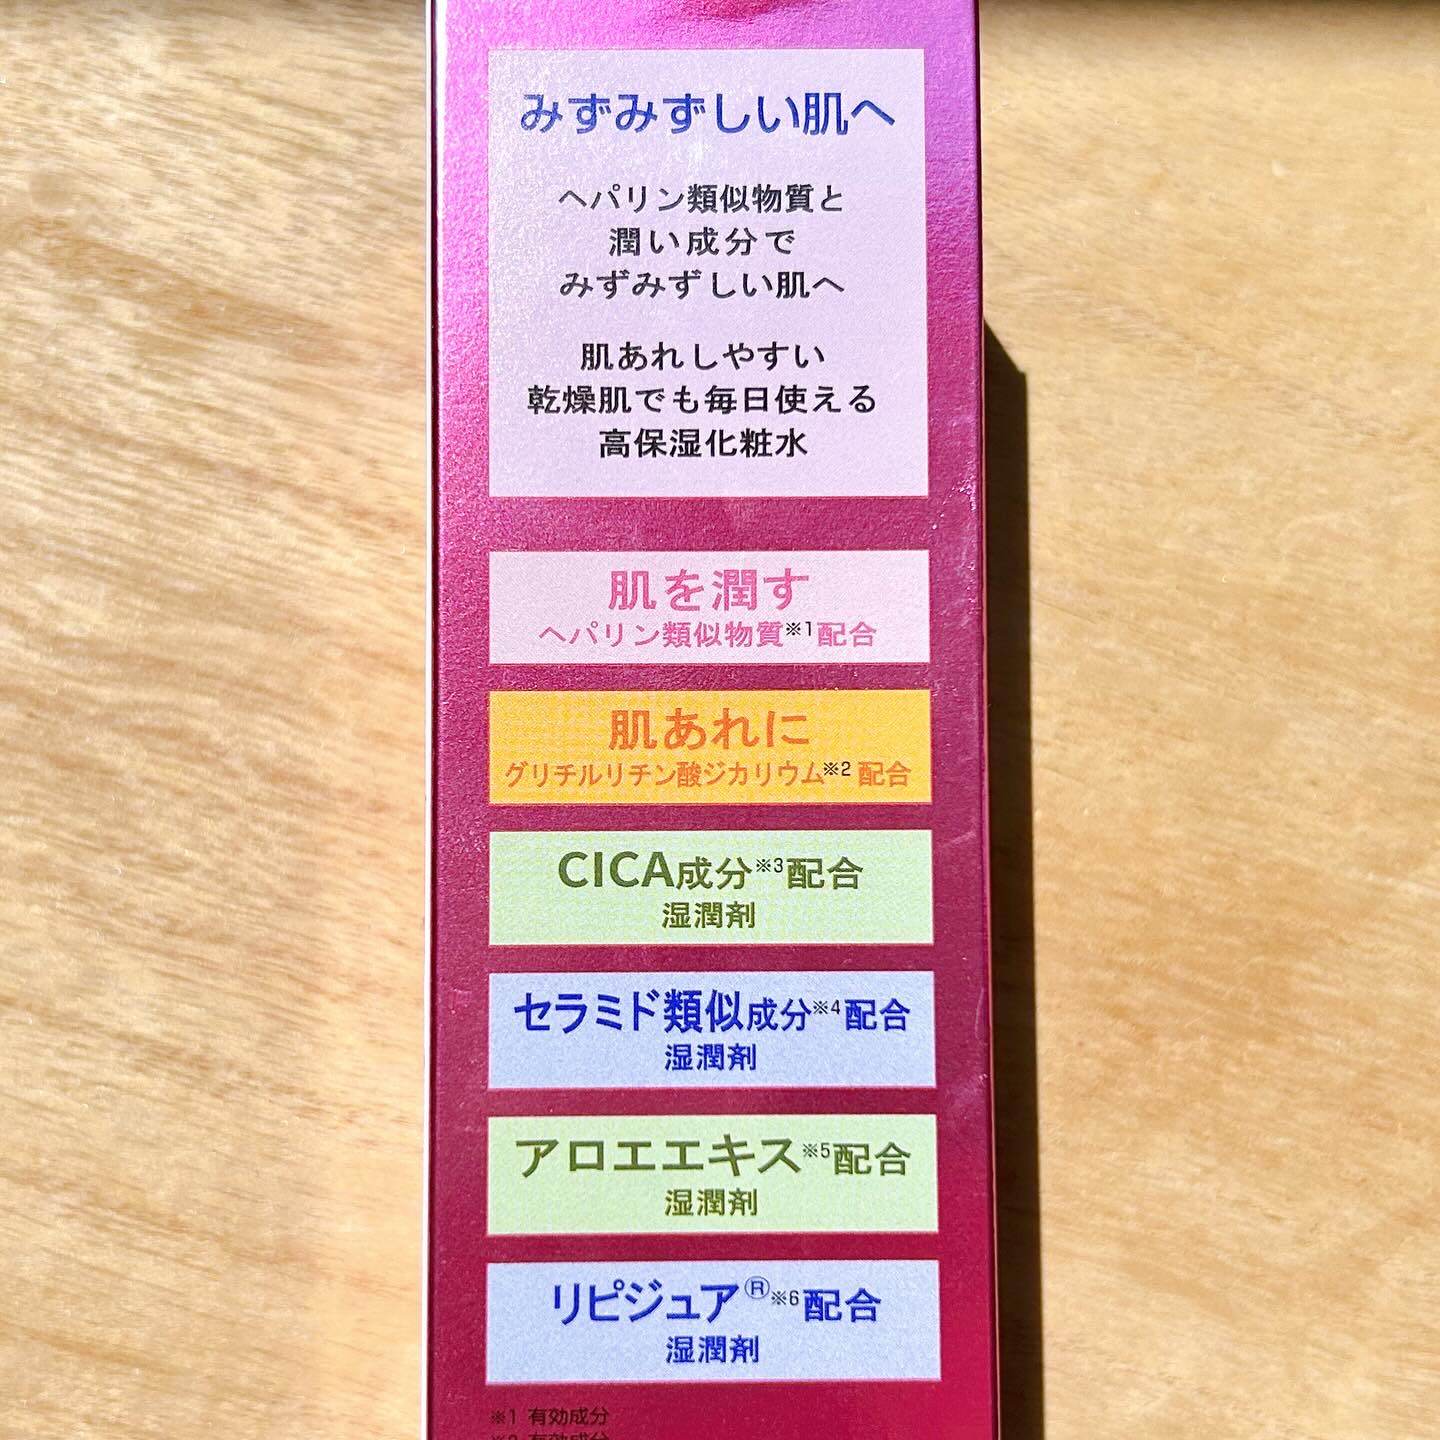 みずみずしい肌へ
ヘパリン類似物質と
潤い成分で
みずみずしい肌へ
肌あれしやすい
乾燥肌でも毎日使える
高保湿化粧水
肌を潤す
ヘパリン類似物質※1配合
肌あれに
グリチルリチン酸ジカリウム※2 配合
CICA成分※3配合
湿潤剤
セラミド類似成分※4配合
湿潤剤
アロエエキス※5配合
湿潤剤
リピジュア®※6配合
湿潤剤
※1 有効成分
※2 有効成分